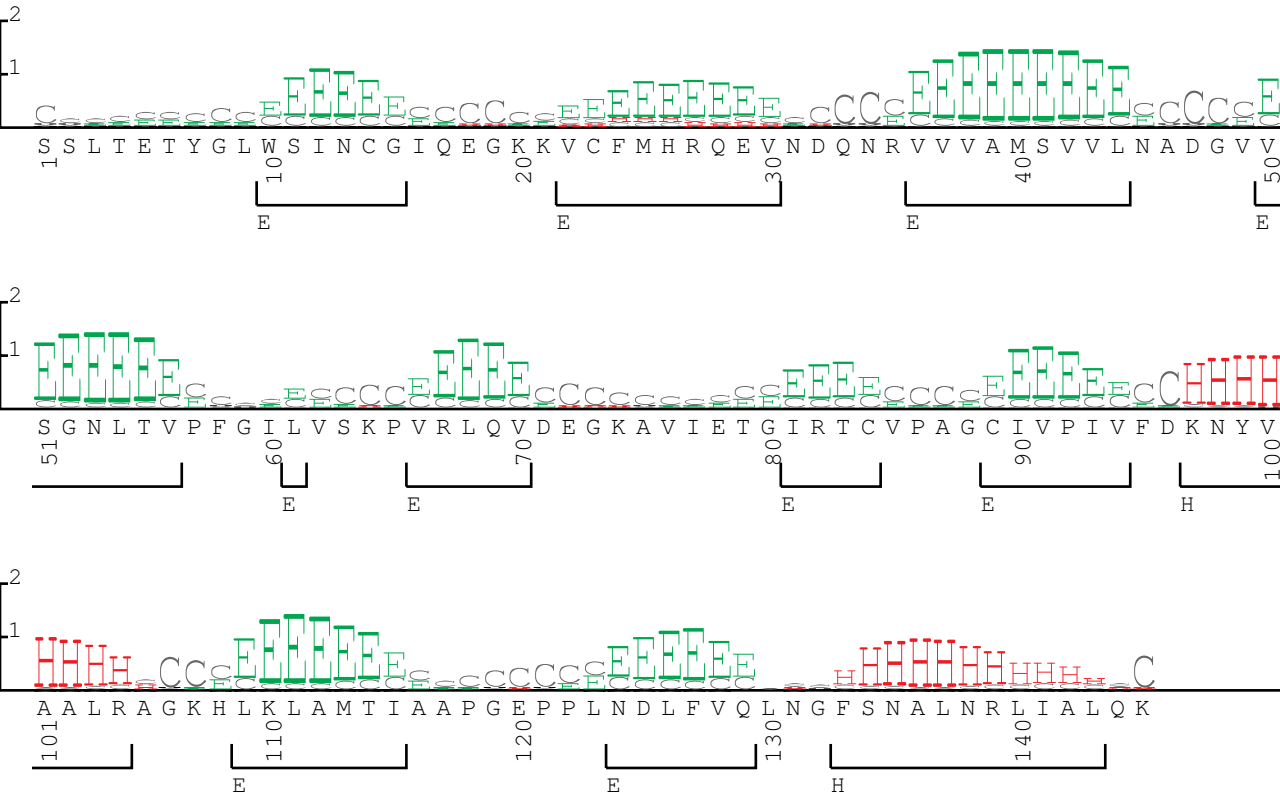 2
1
S S L T E T Y G L W S I N C G I Q E G K K V C F M H R Q E V N D Q N R V V V A M S V V L N A D G V V
1 10 20 30 40 50
E E E E
2
1
S G N L T V P F G I L V S K P V R L Q V D E G K A V I E T G I R T C V P A G C I V P I V F D K N Y V
51 60 70 80 90 100
E E E E H
2
1
A A L R A G K H L K L A M T I A A P G E P P L N D L F V Q L N G F S N A L N R L I A L Q K
101 110 120 130 140
E E H